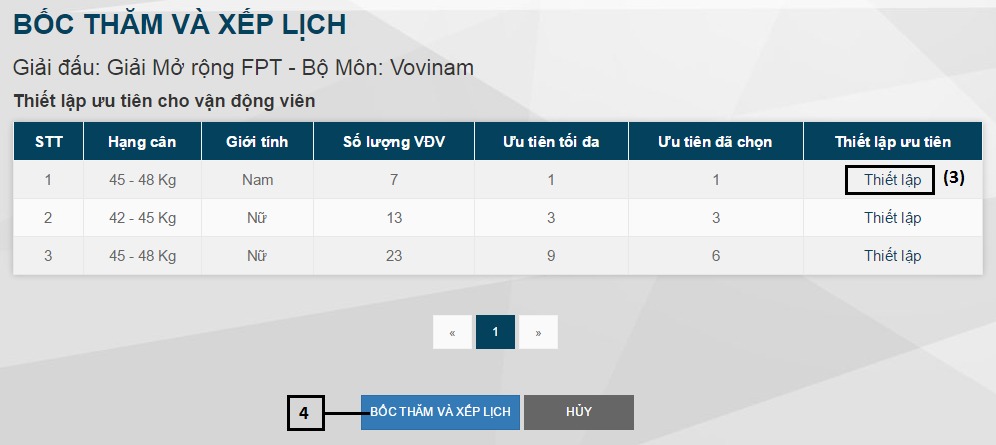 BỐC THĂM VÀ XẾP LỊCH
Giải đấu: Giải Mở rộng FPT - Bộ Môn: Vovinam
Thiết lập ưu tiên cho vận động viên
STT Hạng cân Giới tính Số lượng VĐV Ưu tiên tối đa Ưu tiên đã chọn Thiết lập ưu tiên
1 45 - 48 Kg Nam 7 1 1 Thiết lập (3)
2 42 - 45 Kg Nữ 13 3 3 Thiết lập
3 45 - 48 Kg Nữ 23 9 6 Thiết lập
« 1 »
4 BỐC THĂM VÀ XẾP LỊCH HỦY